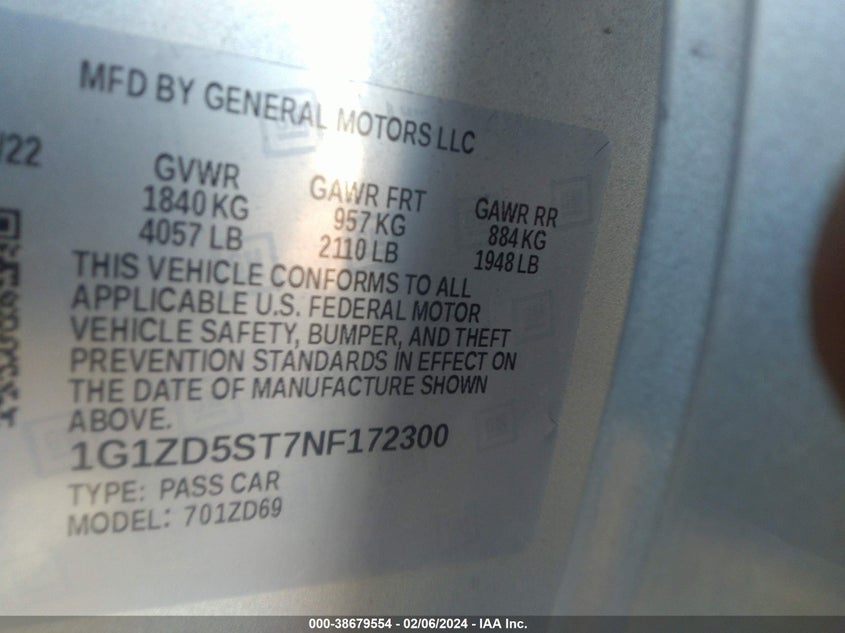 MFD BY GENERAL MOTORS LLC
/22
GVWR
1840 KG
4057 LB
GAWR FRT
957 KG
2110 LB
GAWR RR
884 KG
1948 LB
THIS VEHICLE CONFORMS TO ALL
APPLICABLE U.S. FEDERAL MOTOR
VEHICLE SAFETY, BUMPER, AND THEFT
PREVENTION STANDARDS IN EFFECT ON
THE DATE OF MANUFACTURE SHOWN
ABOVE.
1G1ZD5ST7NF172300
TYPE: PASS CAR
MODEL: 701ZD69
000-38679554 - 02/06/2024 - IAA Inc.